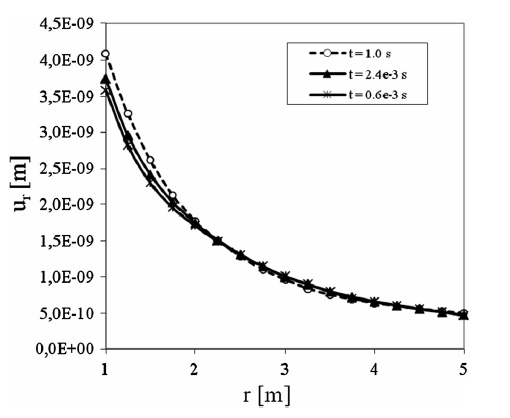 4,5E-09
4,0E-09
3,5E-09
3,0E-09
2,5E-09
2,0E-09
1,5E-09
1,0E-09
5,0E-10
0,0E+00
u_r [m]
t = 1.0 s
t = 2.4e-3 s
t = 0.6e-3 s
1 2 3 4 5
r [m]